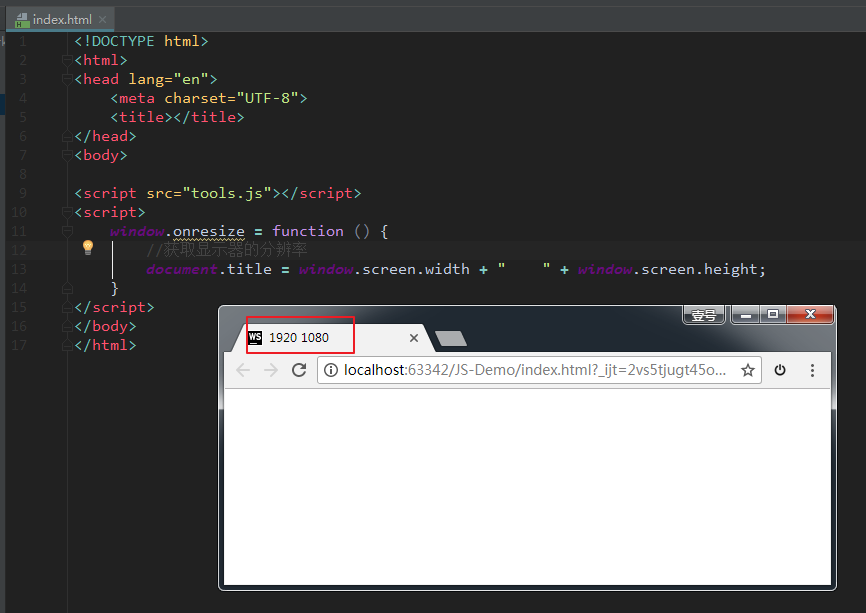 index.html
1 <!DOCTYPE html>
2 <html>
3 <head lang="en">
4 <meta charset="UTF-8">
5 <title></title>
6 </head>
7 <body>
8
9 <script src="tools.js"></script>
10 <script>
11 window.onresize = function () {
12 //获取显示器的分辨率
13 document.title = window.screen.width + "    " + window.screen.height;
14 }
15 </script>
16 </body>
17 </html>
壹号
WS 1920 1080
localhost:63342/JS-Demo/index.html?_ijt=2vs5tjugt45o...